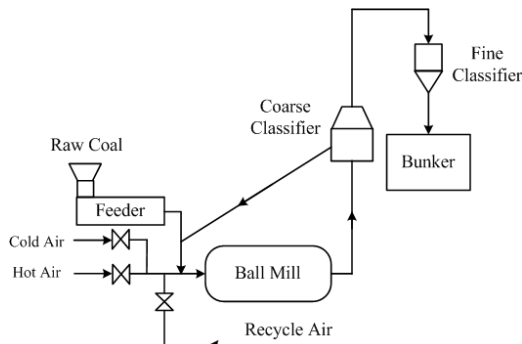 Fine
Classifier
Coarse
Classifier
Raw Coal
Bunker
Feeder
Cold Air
Hot Air
Ball Mill
Recycle Air